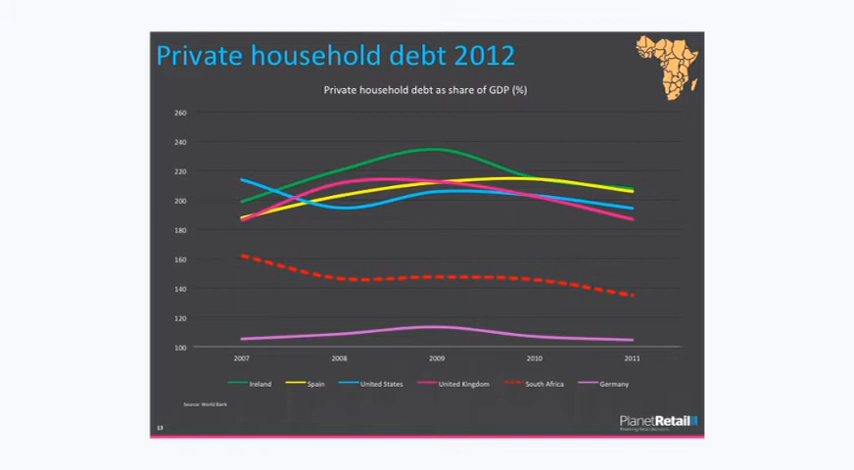 Private household debt 2012
Private household debt as share of GDP (%)
260
240
220
200
180
160
140
120
100
2007 2008 2009 2010 2011
Ireland Spain United States United Kingdom South Africa Germany
Source: World Bank
13
PlanetRetail